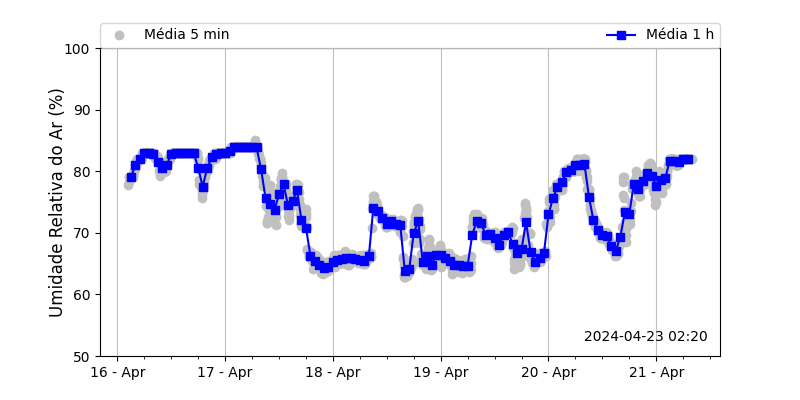 Média 5 min Média 1 h
100
90
80
70
60
50
Umidade Relativa do Ar (%)
2024-04-23 02:20
16 - Apr 17 - Apr 18 - Apr 19 - Apr 20 - Apr 21 - Apr